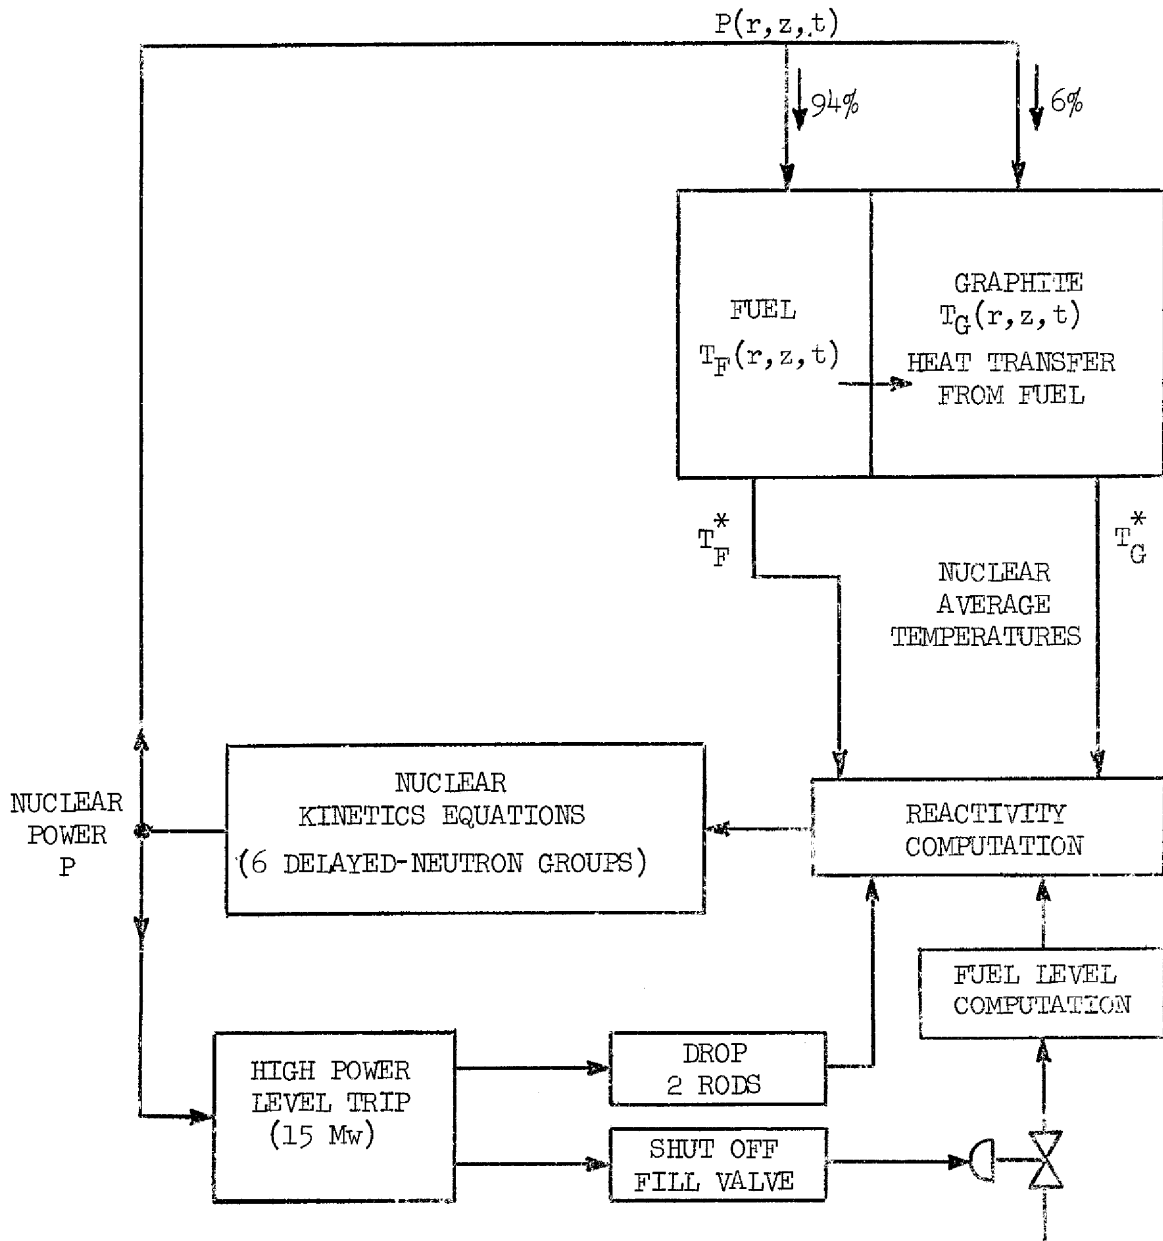 P(r,z,t)
94%
6%
FUEL
T_F(r,z,t)
GRAPHITE
T_G(r,z,t)
HEAT TRANSFER
FROM FUEL
T_F^*
T_G^*
NUCLEAR
AVERAGE
TEMPERATURES
NUCLEAR
POWER
P
NUCLEAR
KINETICS EQUATIONS
(6 DELAYED-NEUTRON GROUPS)
REACTIVITY
COMPUTATION
FUEL LEVEL
COMPUTATION
HIGH POWER
LEVEL TRIP
(15 Mw)
DROP
2 RODS
SHUT OFF
FILL VALVE